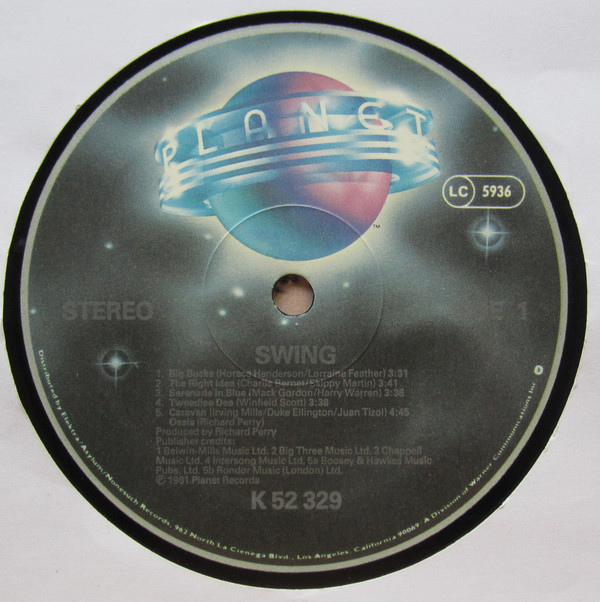 PLANET
TM
LC 5936
STEREO
E 1
SWING
1. Big Bucks (Horace Henderson/Lorraine Feather) 3:31
2. The Right Idea (Charlie Barnet/Skippy Martin) 3:41
3. Serenade in Blue (Mack Gordon/Harry Warren) 3:36
4. Tweedlee Dee (Winfield Scott) 3:38
5. Caravan (Irving Mills/Duke Ellington/Juan Tizol) 4:45
Oasis (Richard Perry)
Produced by Richard Perry
Publisher credits:
1 Belwin-Mills Music Ltd. 2 Big Three Music Ltd. 3 Chappell
Music Ltd. 4 Intersong Music Ltd. 5a Boosey & Hawkes Music
Pubs. Ltd. 5b Rondor Music (London) Ltd.
℗ 1981 Planet Records
K 52 329
Distributed by Elektra/Asylum/Nonesuch Records, 962 North La Cienega Blvd., Los Angeles, California 90069. A Division of Warner Communications Inc